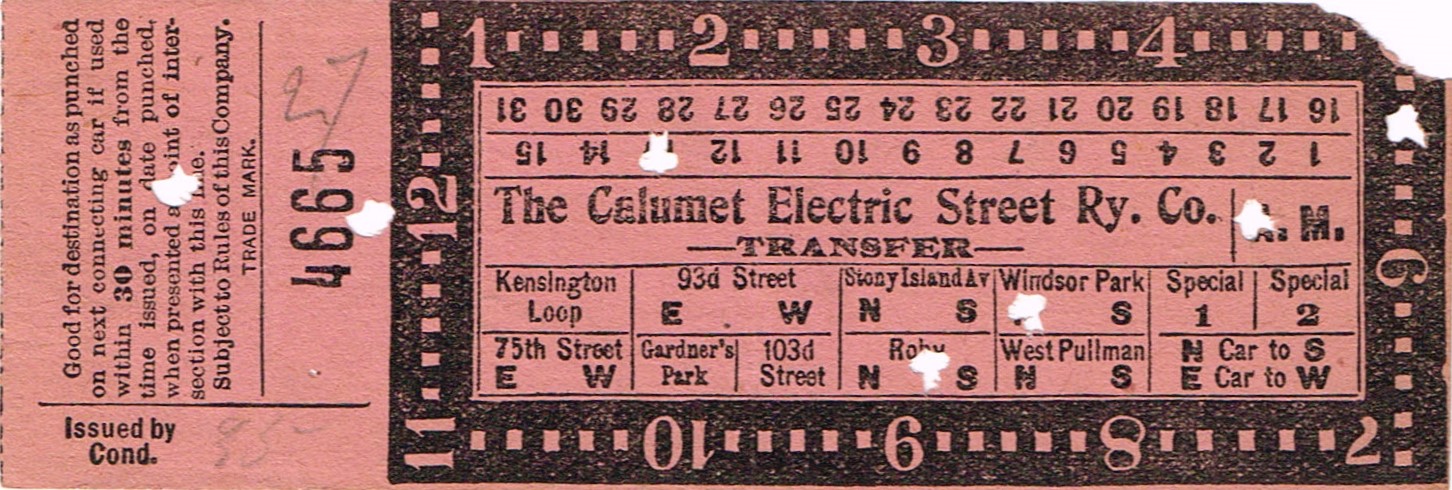 Good for destination as punched
on next connecting car if used
within 30 minutes from the
time issued, on date punched,
when presented at point of inter-
section with this line.
Subject to Rules of this Company.
TRADE MARK.
4665
27
Issued by
Cond.
1 2 3 4
31 30 29 28 27 26 25 24 23 22 21 20 19 18 17 16
15 14 12 11 10 9 8 7 6 5 4 3 2 1
The Calumet Electric Street Ry. Co. A. M.
—TRANSFER—
Kensington 93d Street Stony Island Av Windsor Park Special Special
Loop E W N S S 1 2
75th Street Gardner's 103d Roby West Pullman N Car to S
E W Park Street N S N S E Car to W
12
11
10 9 8 7
6